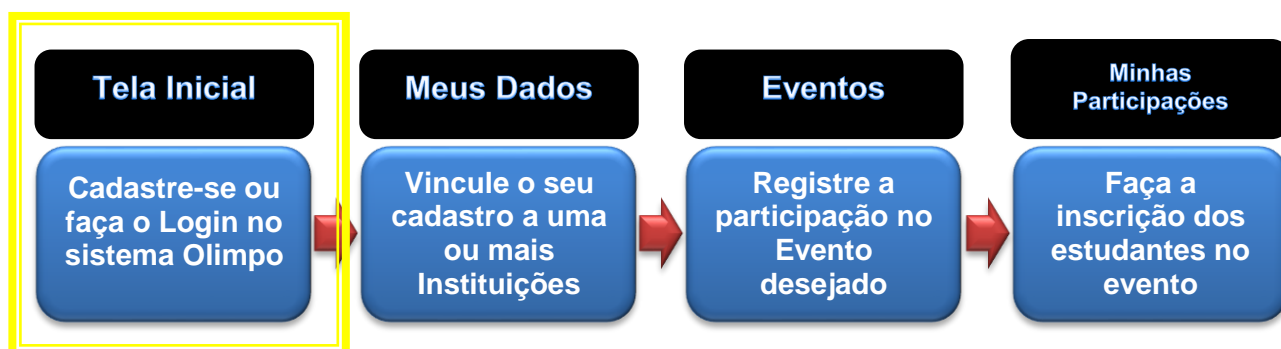 Tela Inicial
Cadastre-se ou
faça o Login no
sistema Olimpo
Meus Dados
Vincule o seu
cadastro a uma
ou mais
Instituições
Eventos
Registre a
participação no
Evento
desejado
Minhas
Participações
Faça a
inscrição dos
estudantes no
evento